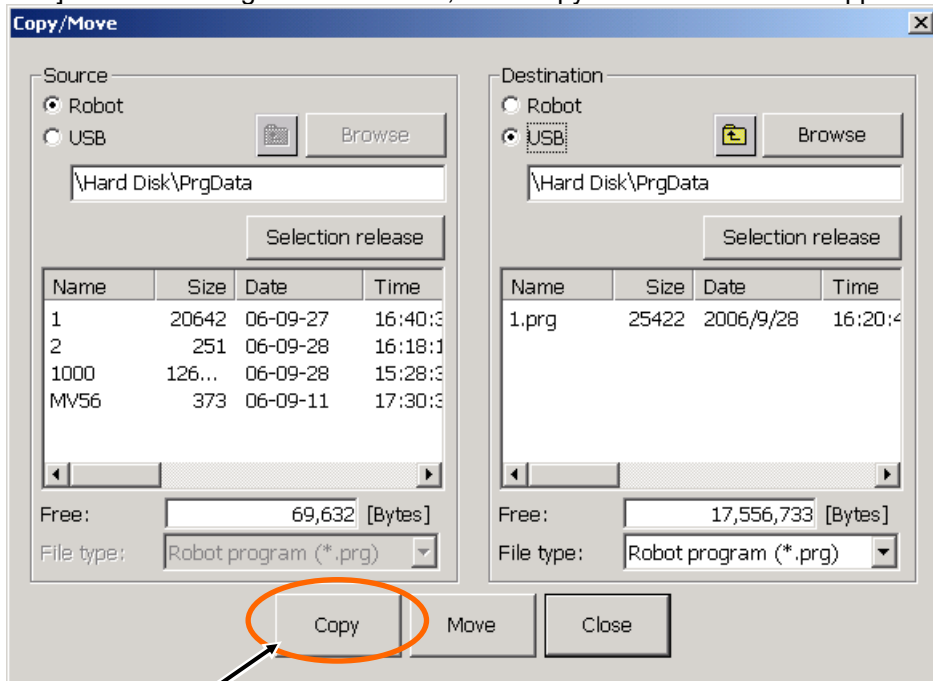 Copy/Move
Source
Robot
USB
Browse
\Hard Disk\PrgData
Selection release
Name Size Date Time
1 20642 06-09-27 16:40:3
2 251 06-09-28 16:18:1
1000 126... 06-09-28 15:28:3
MV56 373 06-09-11 17:30:3
Free: 69,632 [Bytes]
File type: Robot program (*.prg)
Destination
Robot
USB
Browse
\Hard Disk\PrgData
Selection release
Name Size Date Time
1.prg 25422 2006/9/28 16:20:4
Free: 17,556,733 [Bytes]
File type: Robot program (*.prg)
Copy Move Close